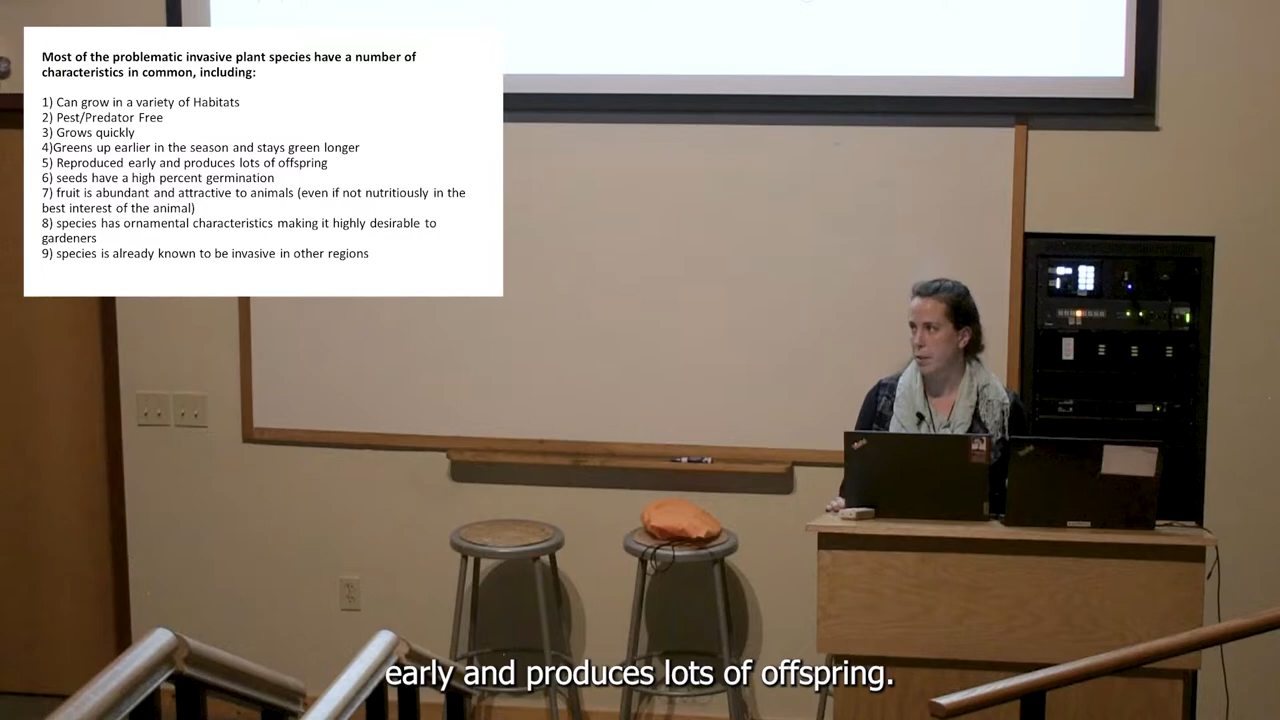 Most of the problematic invasive plant species have a number of
characteristics in common, including:
1) Can grow in a variety of Habitats
2) Pest/Predator Free
3) Grows quickly
4)Greens up earlier in the season and stays green longer
5) Reproduced early and produces lots of offspring
6) seeds have a high percent germination
7) fruit is abundant and attractive to animals (even if not nutritiously in the
best interest of the animal)
8) species has ornamental characteristics making it highly desirable to
gardeners
9) species is already known to be invasive in other regions
early and produces lots of offspring.